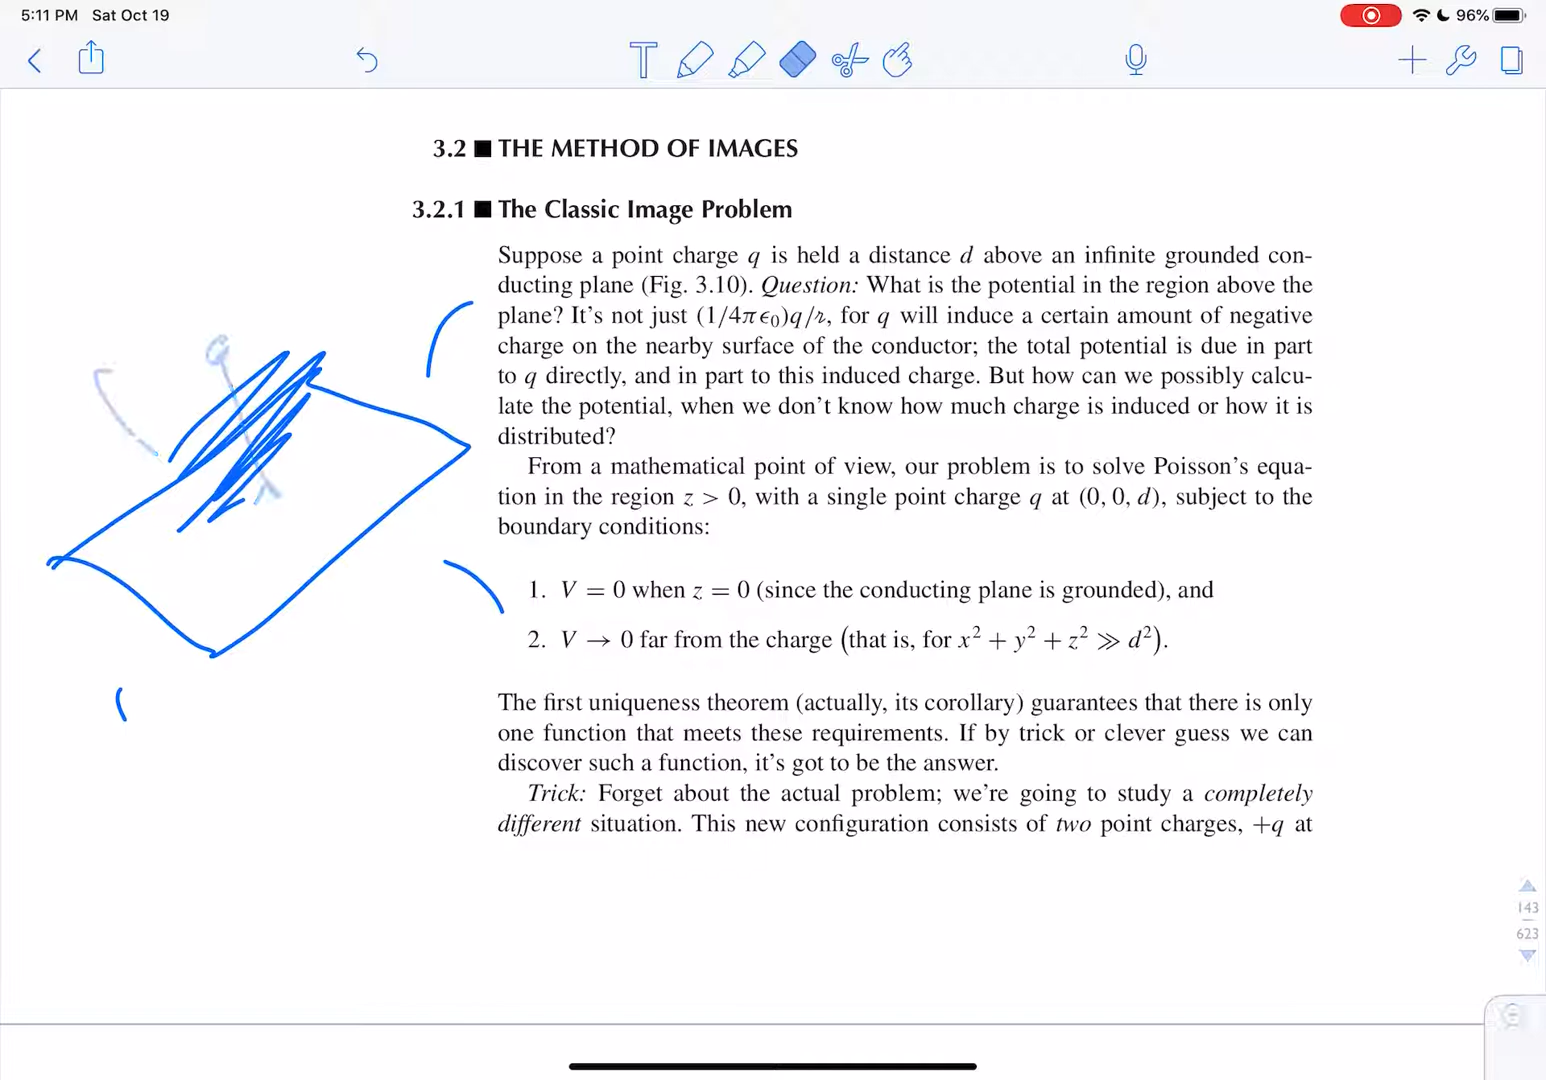 5:11 PM Sat Oct 19
96%
T
3.2 ■ THE METHOD OF IMAGES
3.2.1 ■ The Classic Image Problem
Suppose a point charge q is held a distance d above an infinite grounded con-
ducting plane (Fig. 3.10). Question: What is the potential in the region above the
plane? It's not just (1/4πϵ₀)q/𝓇, for q will induce a certain amount of negative
charge on the nearby surface of the conductor; the total potential is due in part
to q directly, and in part to this induced charge. But how can we possibly calcu-
late the potential, when we don't know how much charge is induced or how it is
distributed?
From a mathematical point of view, our problem is to solve Poisson's equa-
tion in the region z > 0, with a single point charge q at (0, 0, d), subject to the
boundary conditions:
1. V = 0 when z = 0 (since the conducting plane is grounded), and
2. V → 0 far from the charge (that is, for x² + y² + z² ≫ d²).
The first uniqueness theorem (actually, its corollary) guarantees that there is only
one function that meets these requirements. If by trick or clever guess we can
discover such a function, it's got to be the answer.
Trick: Forget about the actual problem; we're going to study a completely
different situation. This new configuration consists of two point charges, +q at
143
623